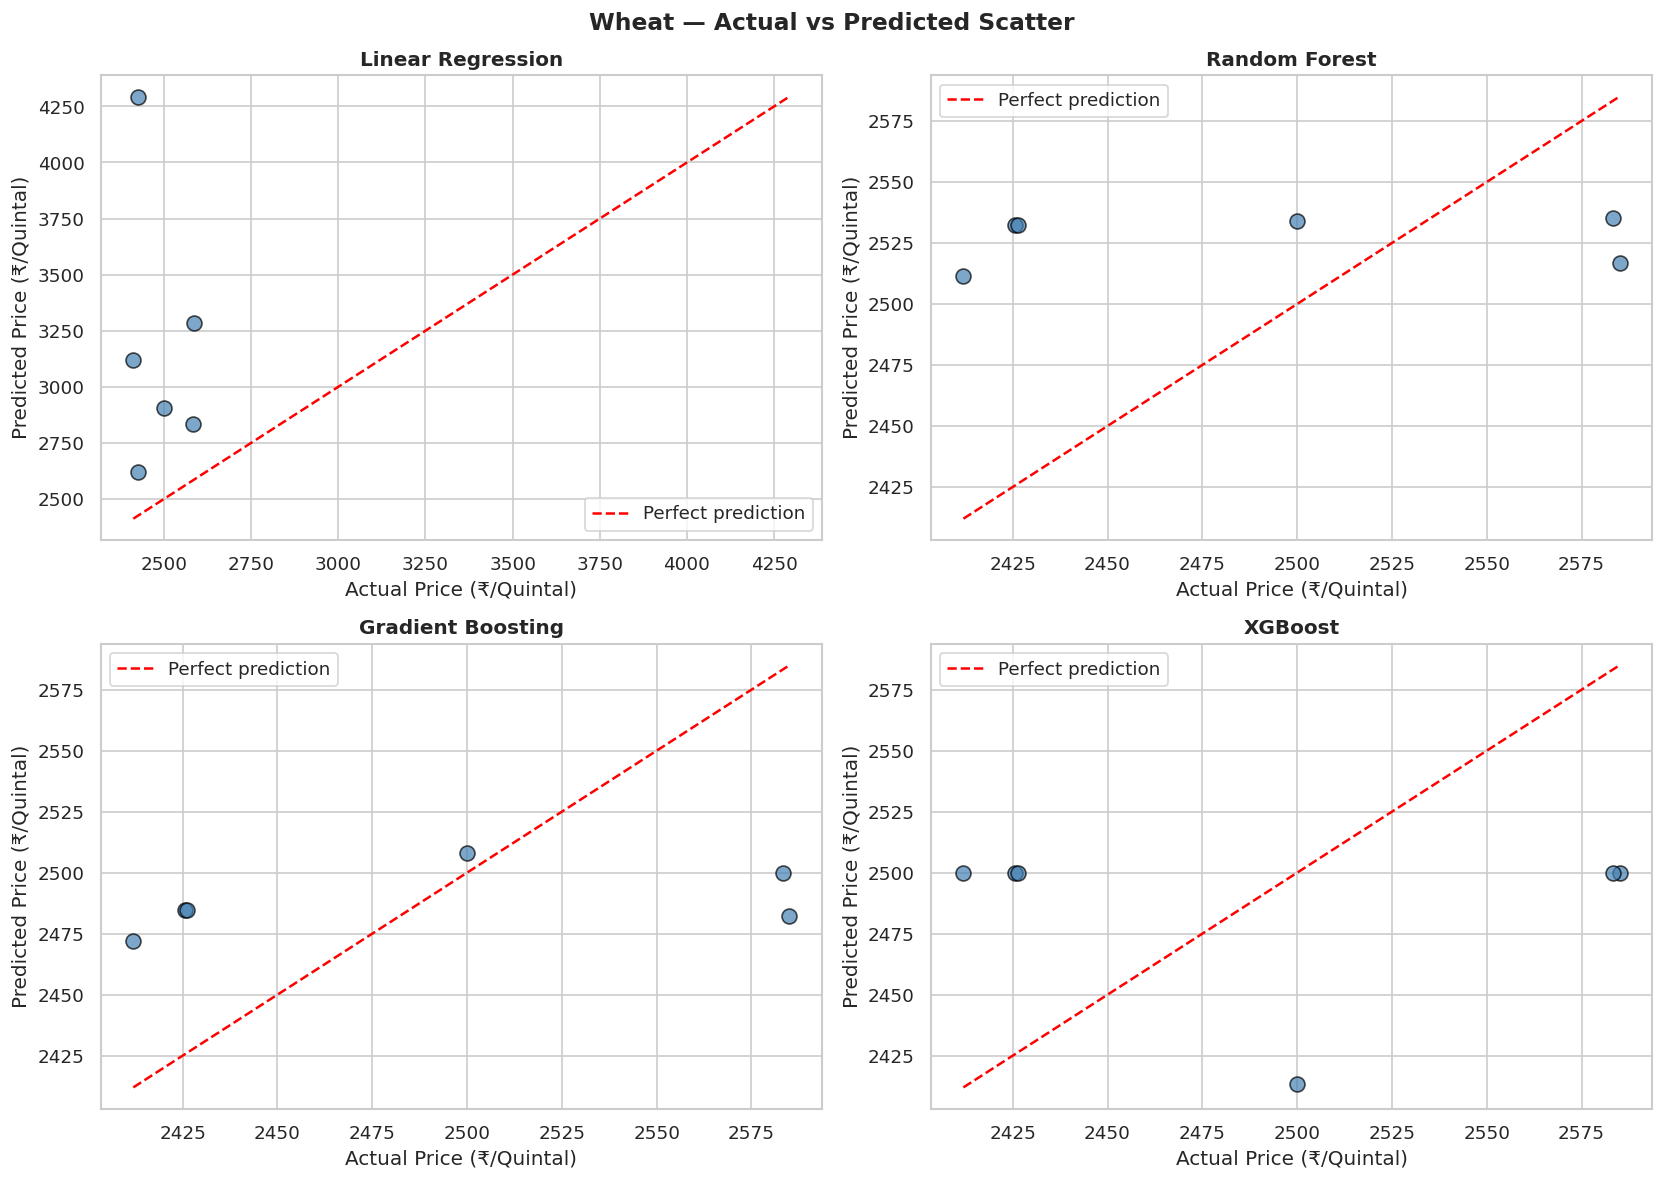 Wheat — Actual vs Predicted Scatter
Linear Regression
4250
4000
3750
3500
3250
3000
2750
2500
Predicted Price (₹/Quintal)
Perfect prediction
2500 2750 3000 3250 3500 3750 4000 4250
Actual Price (₹/Quintal)
Random Forest
Perfect prediction
2575
2550
2525
2500
2475
2450
2425
Predicted Price (₹/Quintal)
2425 2450 2475 2500 2525 2550 2575
Actual Price (₹/Quintal)
Gradient Boosting
Perfect prediction
2575
2550
2525
2500
2475
2450
2425
Predicted Price (₹/Quintal)
2425 2450 2475 2500 2525 2550 2575
Actual Price (₹/Quintal)
XGBoost
Perfect prediction
2575
2550
2525
2500
2475
2450
2425
Predicted Price (₹/Quintal)
2425 2450 2475 2500 2525 2550 2575
Actual Price (₹/Quintal)